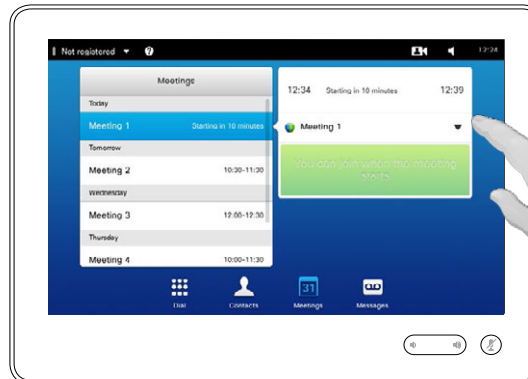 Not registered
12:24
Meetings
Today
Meeting 1 Starting in 10 minutes
Tomorrow
Meeting 2 10:30-11:30
Wednesday
Meeting 3 12:00-12:30
Thursday
Meeting 4 10:00-11:30
12:34 Starting in 10 minutes 12:39
Meeting 1
You can join when the meeting
starts
31
Dial Contacts Meetings Messages